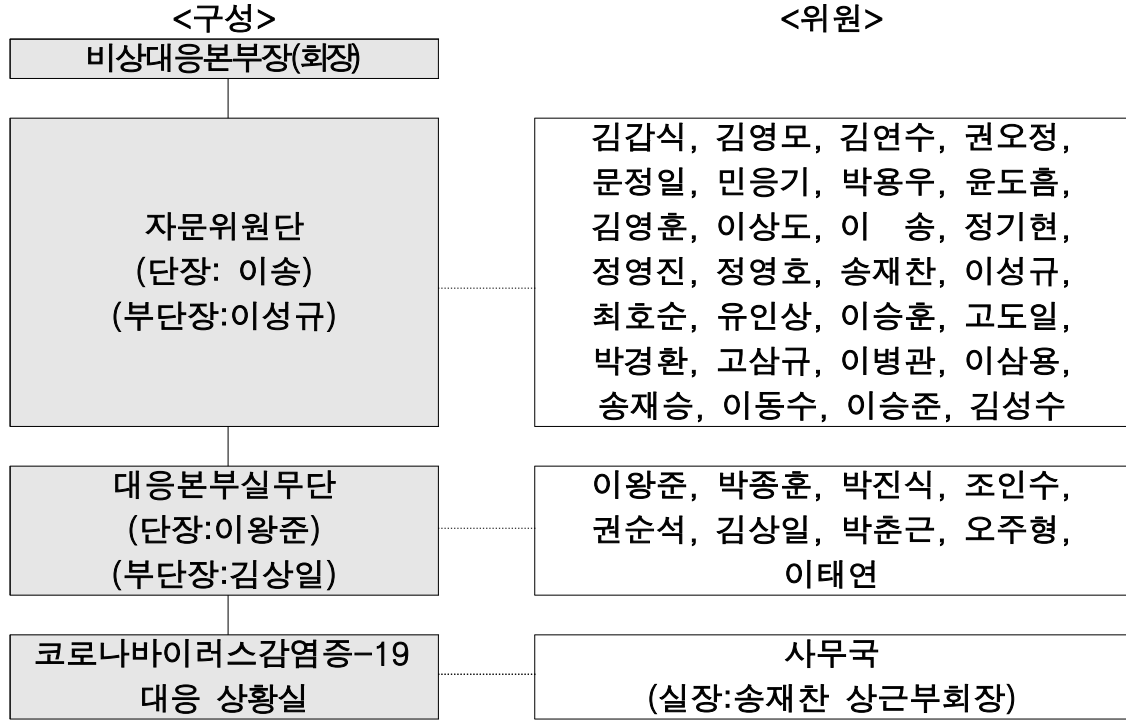 <구성>
<위원>
비상대응본부장(회장)
자문위원단
(단장: 이송)
(부단장:이성규)
김갑식, 김영모, 김연수, 권오정,
문정일, 민응기, 박용우, 윤도흠,
김영훈, 이상도, 이 송, 정기현,
정영진, 정영호, 송재찬, 이성규,
최호순, 유인상, 이승훈, 고도일,
박경환, 고삼규, 이병관, 이삼용,
송재승, 이동수, 이승준, 김성수
대응본부실무단
(단장:이왕준)
(부단장:김상일)
이왕준, 박종훈, 박진식, 조인수,
권순석, 김상일, 박춘근, 오주형,
이태연
코로나바이러스감염증-19
대응 상황실
사무국
(실장:송재찬 상근부회장)